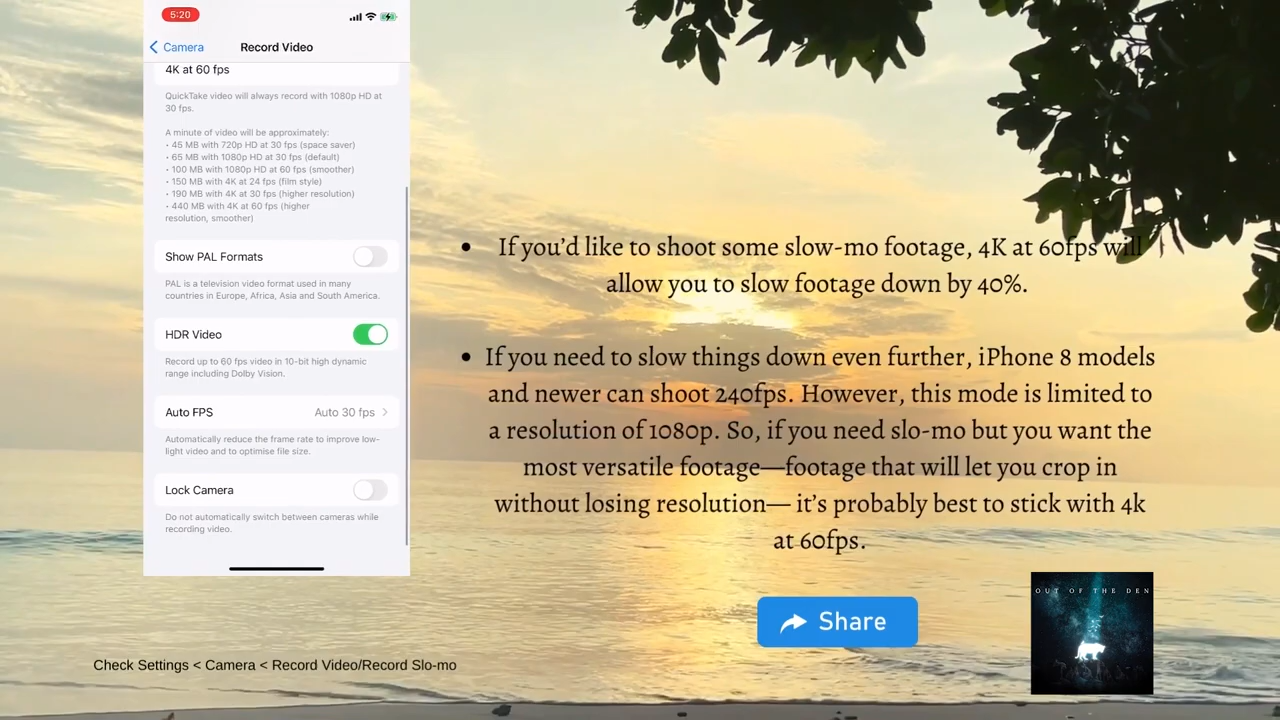 5:20
Camera
Record Video
4K at 60 fps
QuickTake video will always record with 1080p HD at
30 fps.
A minute of video will be approximately:
• 45 MB with 720p HD at 30 fps (space saver)
• 65 MB with 1080p HD at 30 fps (default)
• 100 MB with 1080p HD at 60 fps (smoother)
• 150 MB with 4K at 24 fps (film style)
• 190 MB with 4K at 30 fps (higher resolution)
• 440 MB with 4K at 60 fps (higher
resolution, smoother)
Show PAL Formats
PAL is a television video format used in many
countries in Europe, Africa, Asia and South America.
HDR Video
Record up to 60 fps video in 10-bit high dynamic
range including Dolby Vision.
Auto FPS Auto 30 fps >
Automatically reduce the frame rate to improve low-
light video and to optimise file size.
Lock Camera
Do not automatically switch between cameras while
recording video.
Check Settings < Camera < Record Video/Record Slo-mo
• If you’d like to shoot some slow-mo footage, 4K at 60fps will
allow you to slow footage down by 40%.
• If you need to slow things down even further, iPhone 8 models
and newer can shoot 240fps. However, this mode is limited to
a resolution of 1080p. So, if you need slo-mo but you want the
most versatile footage—footage that will let you crop in
without losing resolution— it’s probably best to stick with 4k
at 60fps.
Share
OUT OF THE DEN